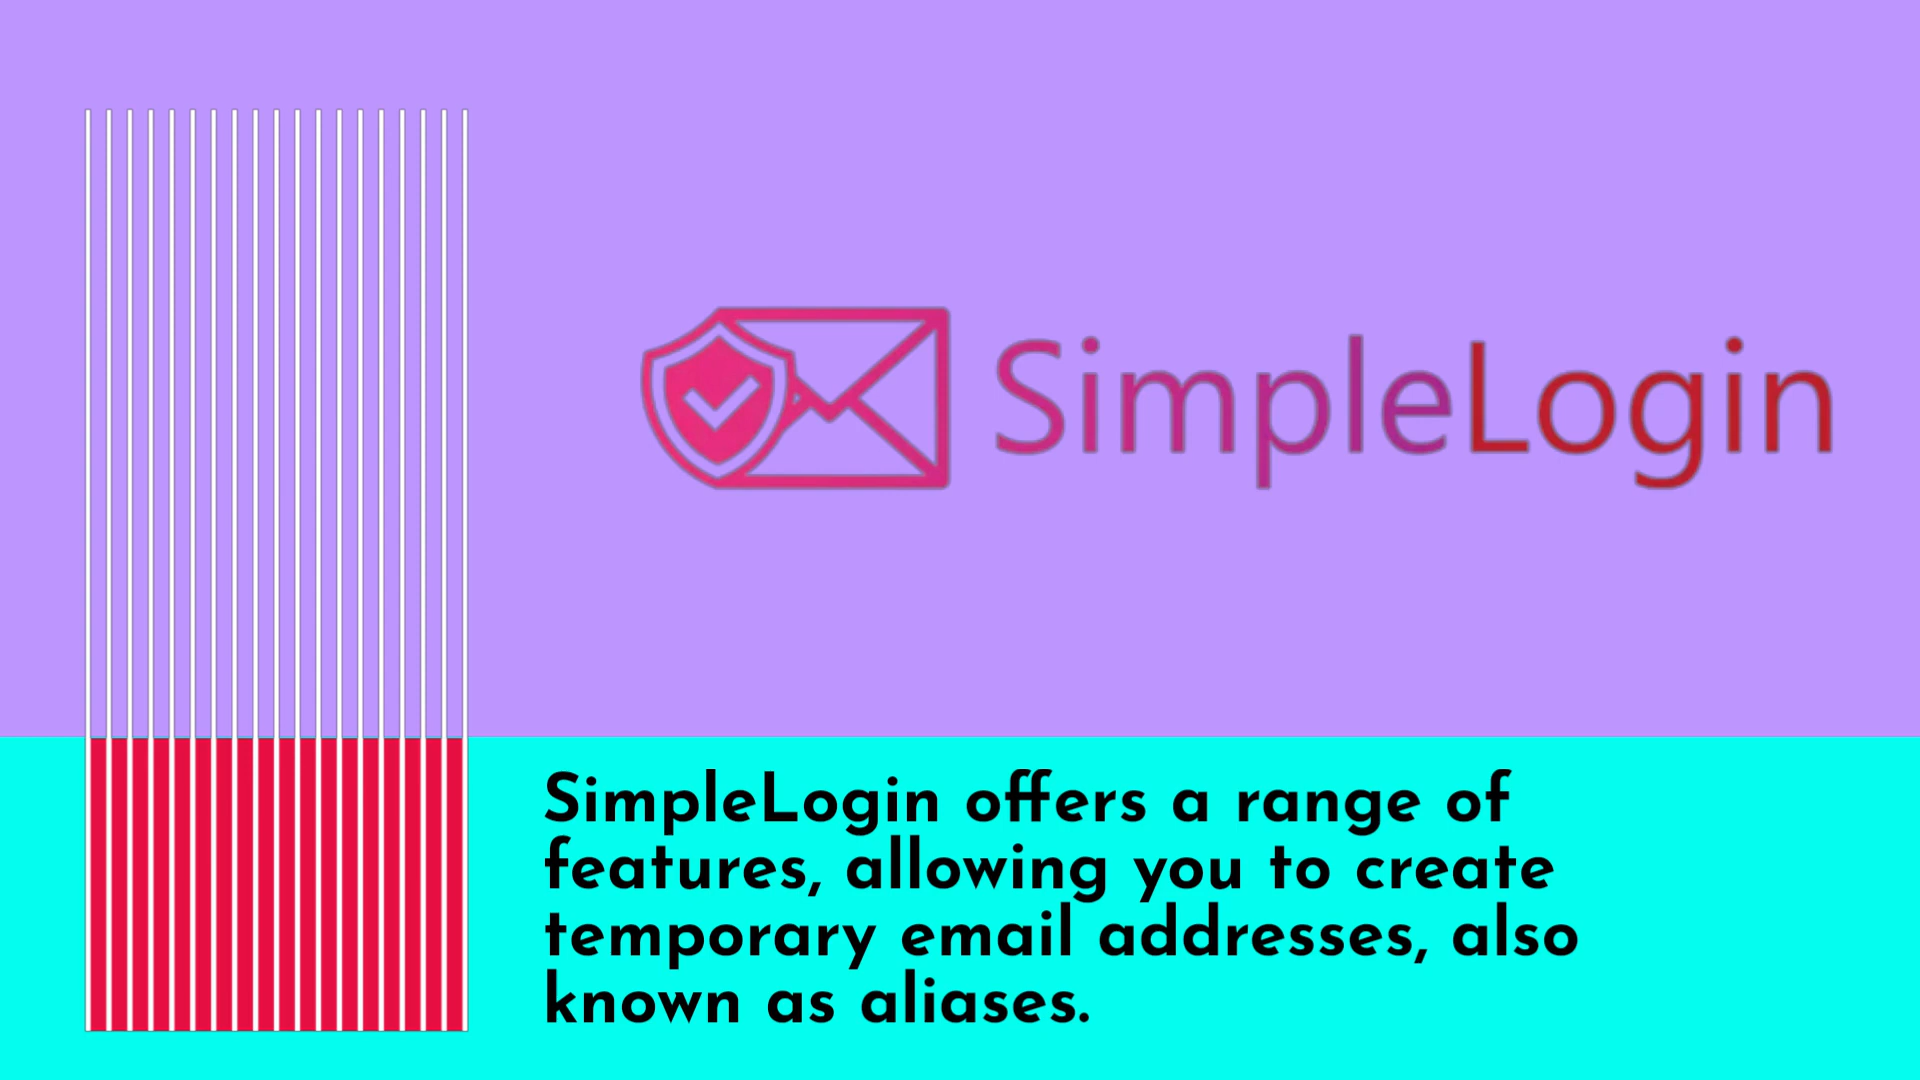 SimpleLogin
SimpleLogin offers a range of
features, allowing you to create
temporary email addresses, also
known as aliases.